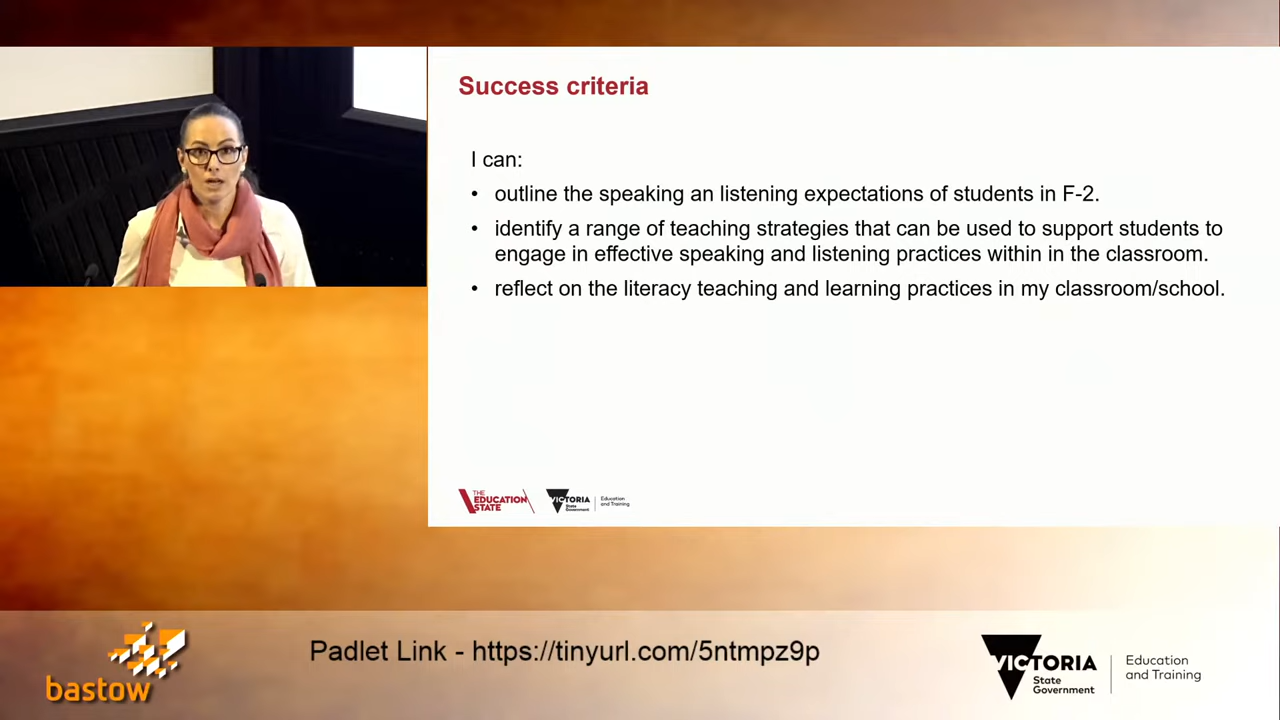 Success criteria
I can:
• outline the speaking an listening expectations of students in F-2.
• identify a range of teaching strategies that can be used to support students to
engage in effective speaking and listening practices within in the classroom.
• reflect on the literacy teaching and learning practices in my classroom/school.
THE
EDUCATION
STATE
VICTORIA
State
Government
Education
and Training
bastow
Padlet Link - https://tinyurl.com/5ntmpz9p
VICTORIA
State
Government
Education
and Training